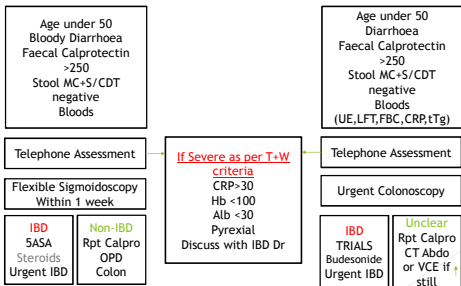 Age under 50
Bloody Diarrhoea
Faecal Calprotectin
>250
Stool MC+S/CDT
negative
Bloods
Telephone Assessment
Flexible Sigmoidoscopy
Within 1 week
IBD
5ASA
Steroids
Urgent IBD
Non-IBD
Rpt Calpro
OPD
Colon
If Severe as per T+W
criteria
CRP>30
Hb <100
Alb <30
Pyrexial
Discuss with IBD Dr
Age under 50
Diarrhoea
Faecal Calprotectin
>250
Stool MC+S/CDT
negative
Bloods
(UE,LFT,FBC,CRP,tTg)
Telephone Assessment
Urgent Colonoscopy
IBD
TRIALS
Budesonide
Urgent IBD
Unclear
Rpt Calpro
CT Abdo
or VCE if
still